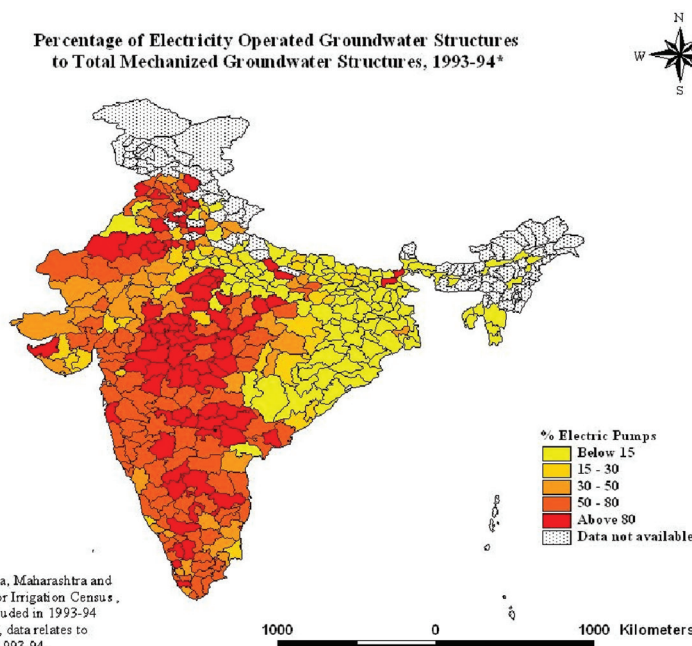 Percentage of Electricity Operated Groundwater Structures
to Total Mechanized Groundwater Structures, 1993-94*
N
W
S
% Electric Pumps
Below 15
15 - 30
30 - 50
50 - 80
Above 80
Data not available
a, Maharashtra and
or Irrigation Census,
uded in 1993-94
, data relates to
1993-94
1000 0 1000 Kilometers